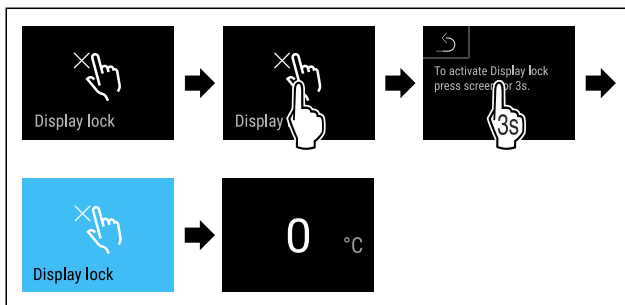 Display lock
Display
To activate Display lock
press screen for 3s.
3s
Display lock
0 °C